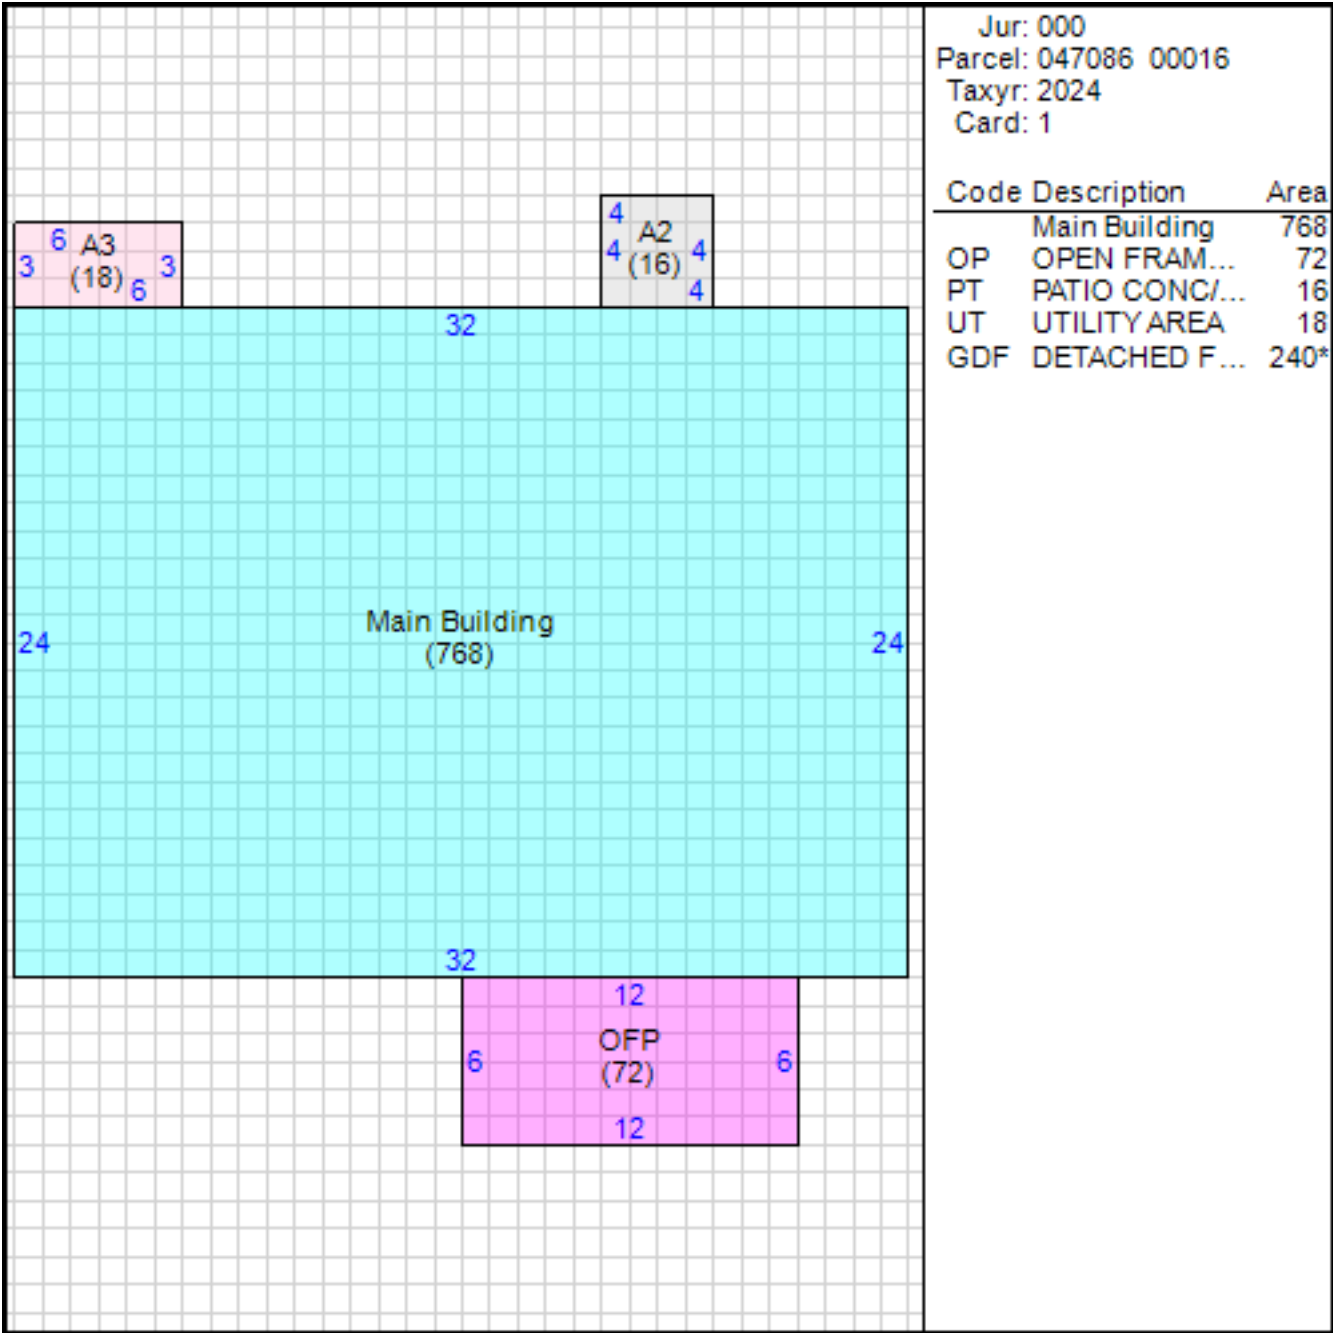 Jur: 000
Parcel: 047086 00016
Taxyr: 2024
Card: 1
Code Description Area
Main Building 768
OP OPEN FRAM... 72
PT PATIO CONC/... 16
UT UTILITY AREA 18
GDF DETACHED F... 240*
4
A2
4 4
(16)
4
6 A3
3 3
(18)
6
32
Main Building
24 24
(768)
32
12
OFP
6 6
(72)
12